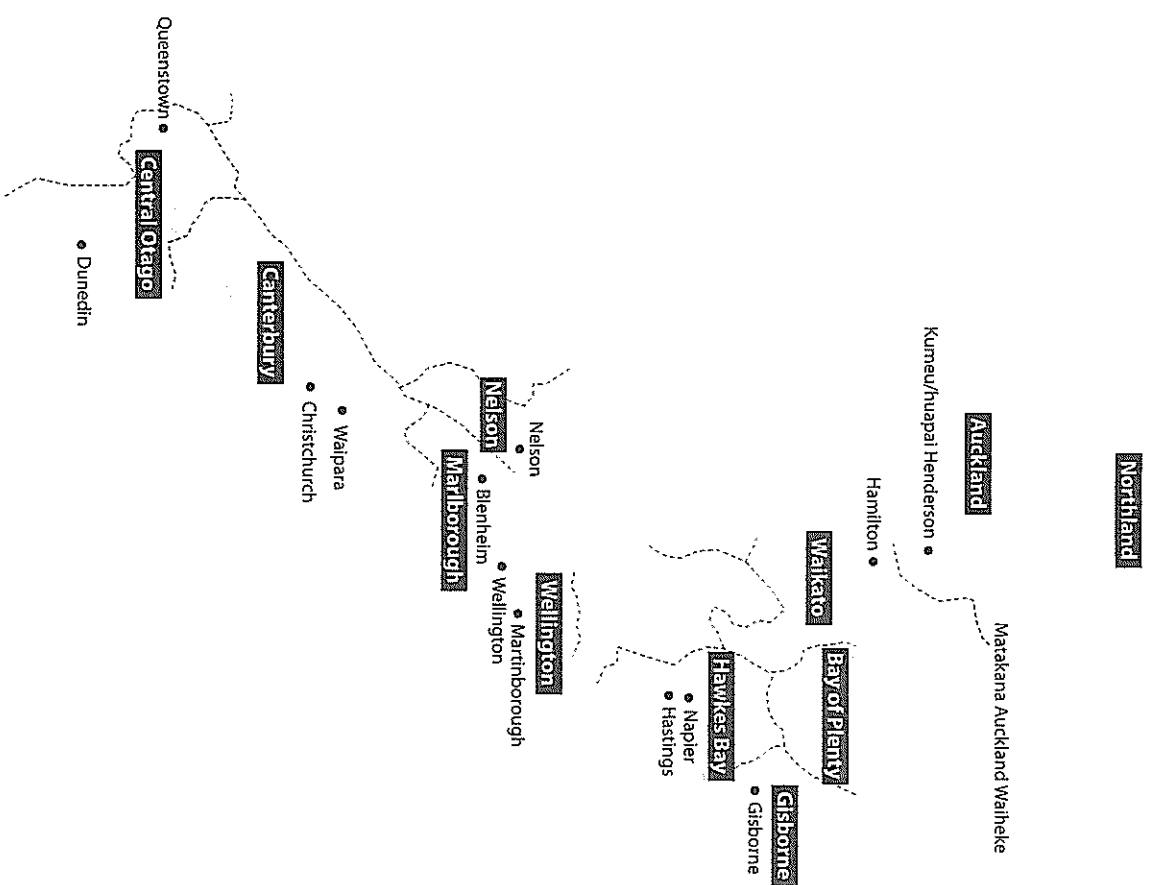 Northland
Matakana Auckland Waiheke
Auckland
Kumeu/huapai Henderson
Hamilton
Waikato
Bay of Plenty
Gisborne
Gisborne
Hawkes Bay
Napier
Hastings
Wellington
Martinborough
Wellington
Nelson
Nelson
Blenheim
Marlborough
Waipara
Christchurch
Canterbury
Queenstown
Central Otago
Dunedin